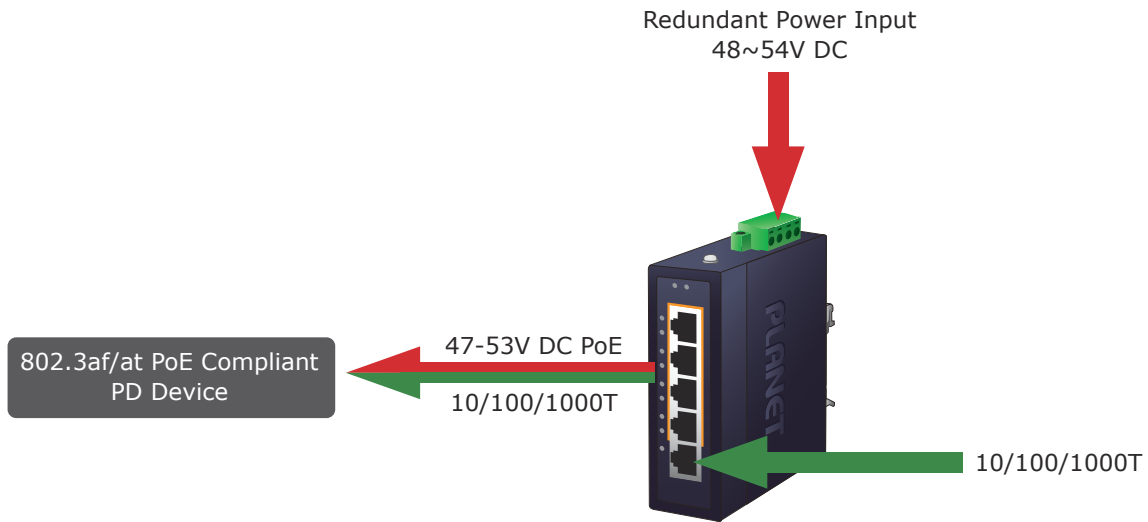 Redundant Power Input
48~54V DC
PLANET
47-53V DC PoE
802.3af/at PoE Compliant
PD Device
10/100/1000T
10/100/1000T